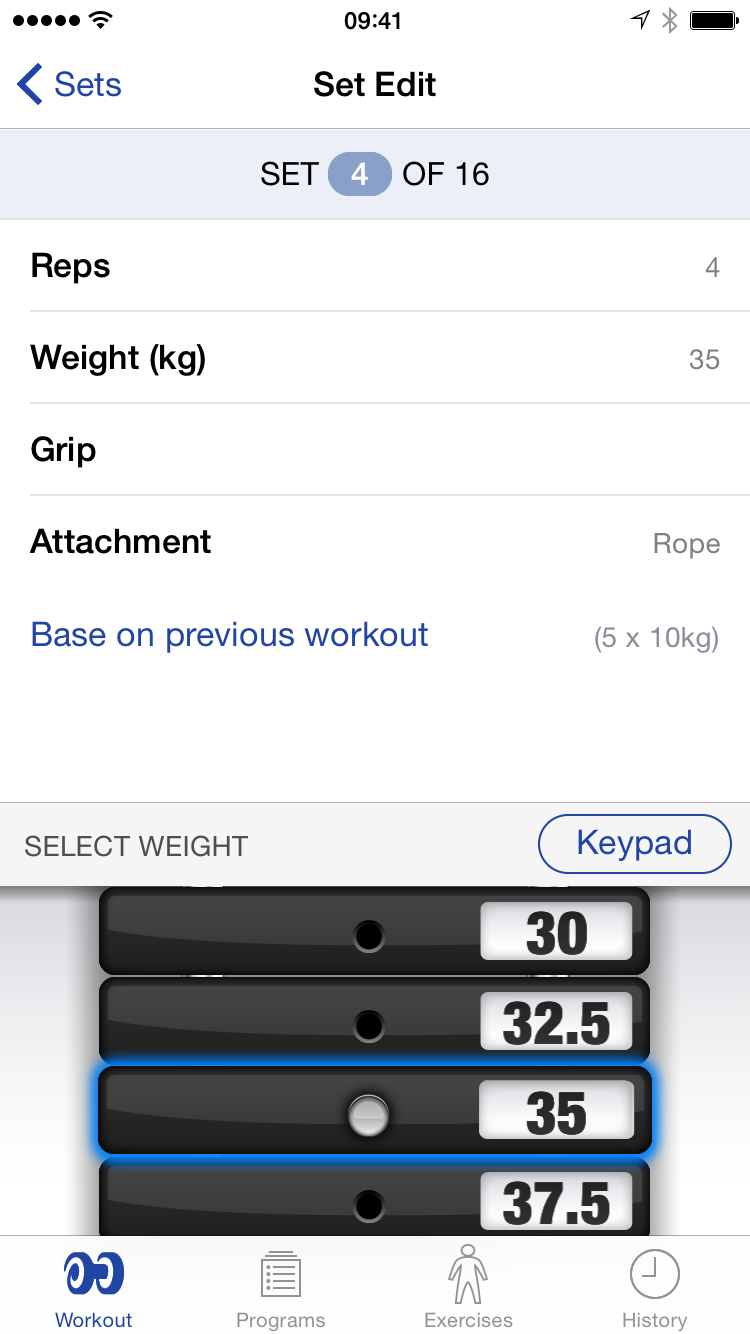 09:41
Sets
Set Edit
SET 4 OF 16
Reps 4
Weight (kg) 35
Grip
Attachment Rope
Base on previous workout (5 x 10kg)
SELECT WEIGHT Keypad
30
32.5
35
37.5
Workout Programs Exercises History